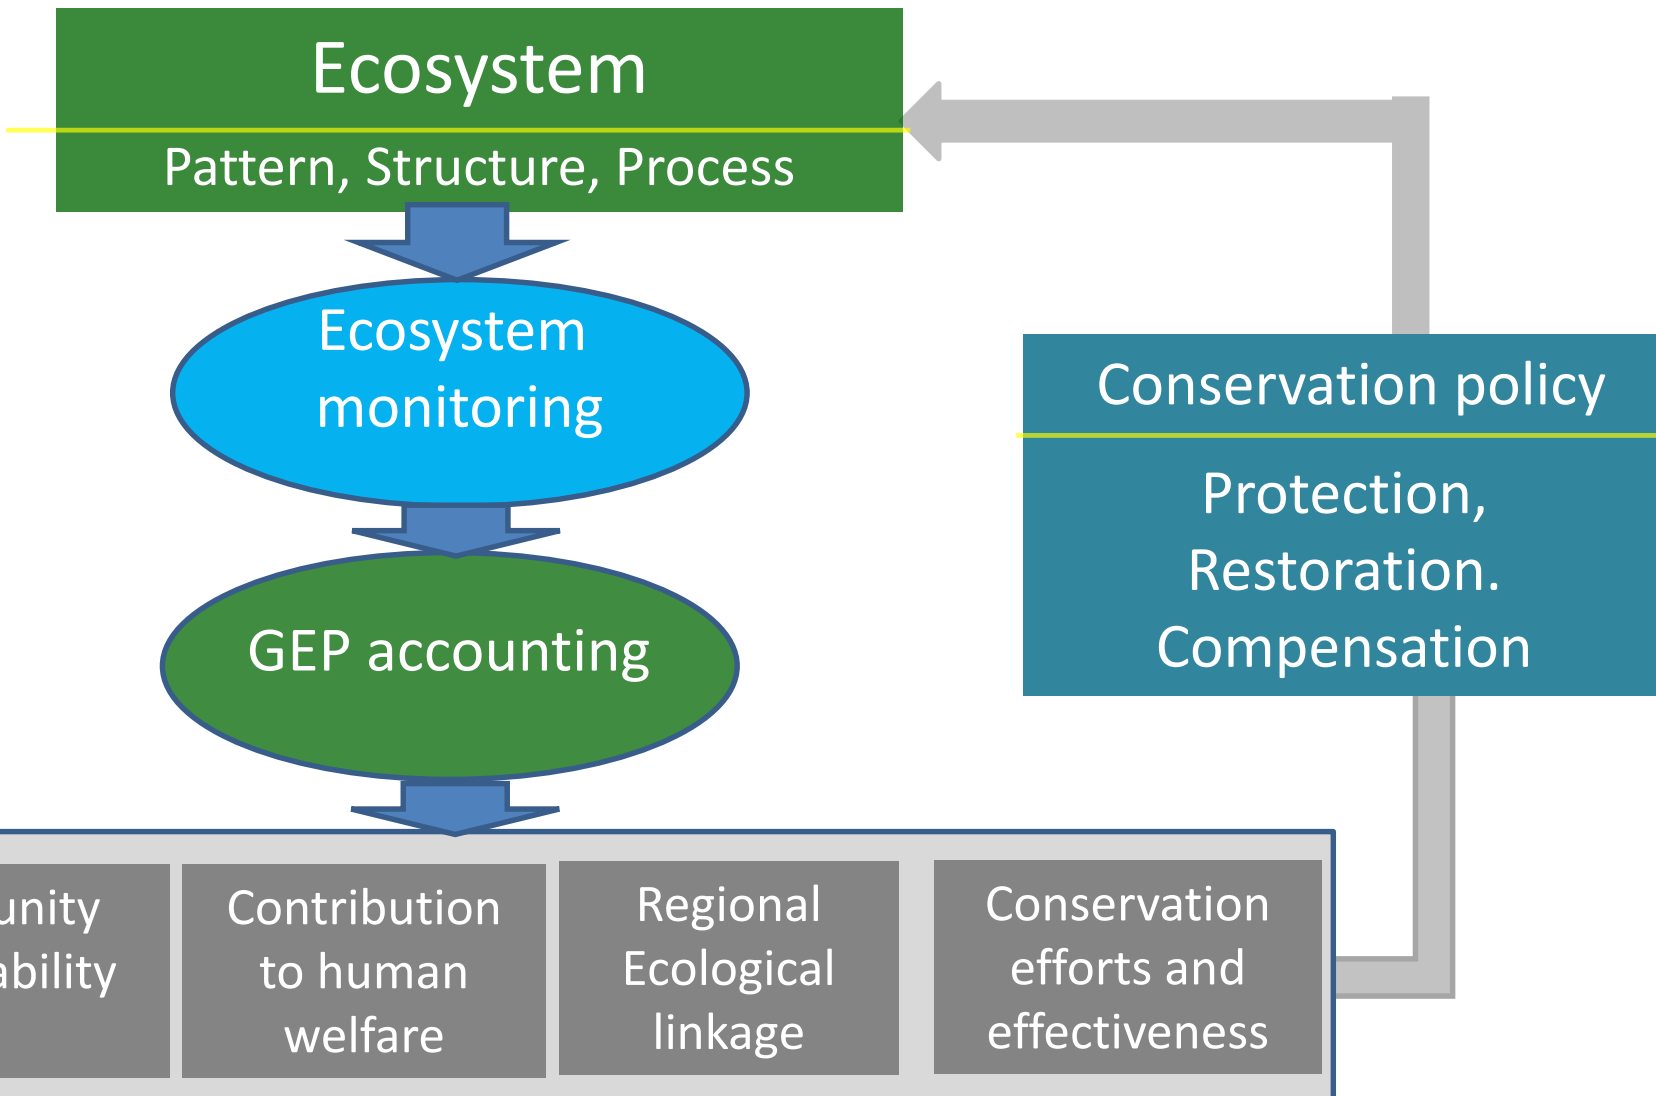 Ecosystem
Pattern, Structure, Process
Ecosystem
monitoring
GEP accounting
Conservation policy
Protection,
Restoration.
Compensation
Contribution
to human
welfare
Regional
Ecological
linkage
Conservation
efforts and
effectiveness